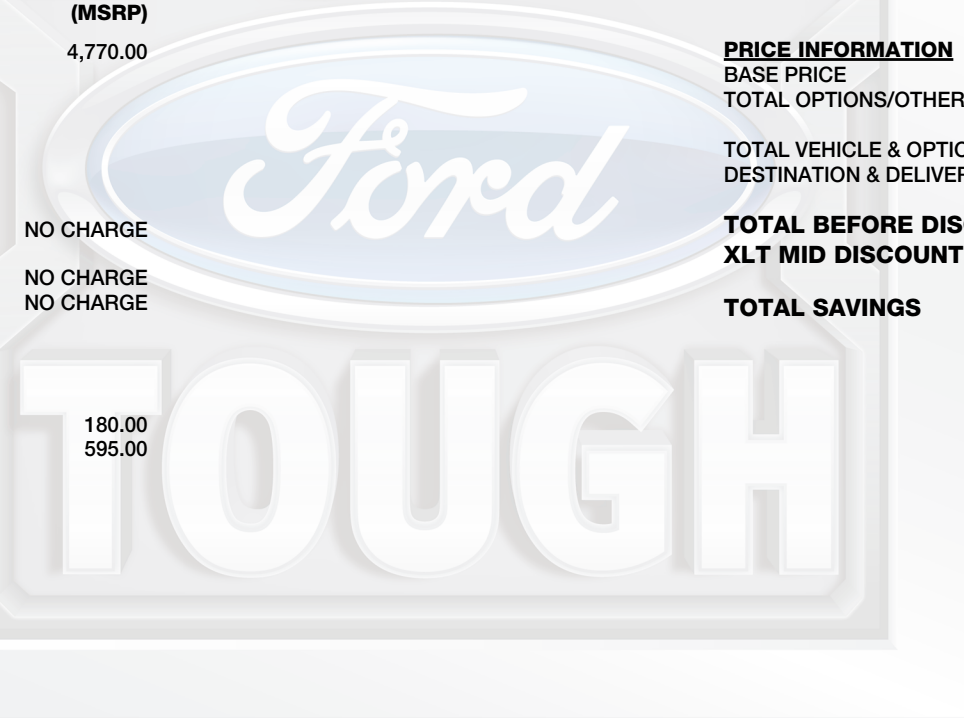 (MSRP)
4,770.00
NO CHARGE
NO CHARGE
NO CHARGE
180.00
595.00
PRICE INFORMATION
BASE PRICE
TOTAL OPTIONS/OTHER
TOTAL VEHICLE & OPTIO
DESTINATION & DELIVER
TOTAL BEFORE DISC
XLT MID DISCOUNT
TOTAL SAVINGS
Ford
TOUGH